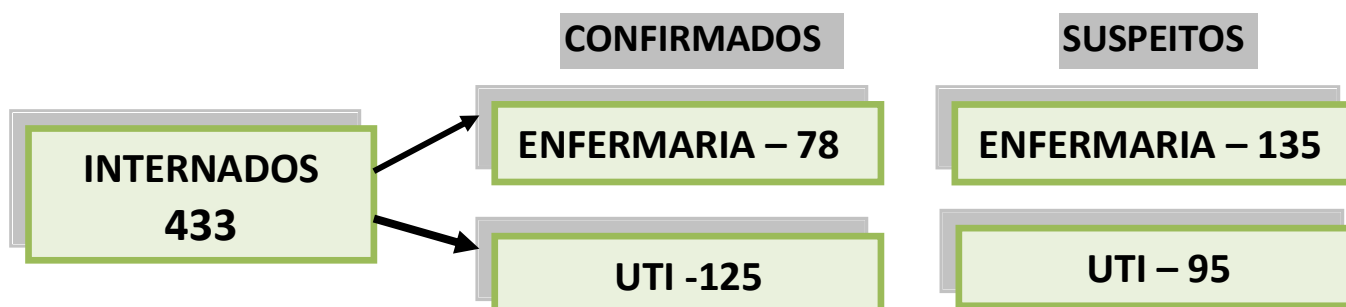 CONFIRMADOS
SUSPEITOS
INTERNADOS
433
ENFERMARIA – 78
ENFERMARIA – 135
UTI -125
UTI – 95